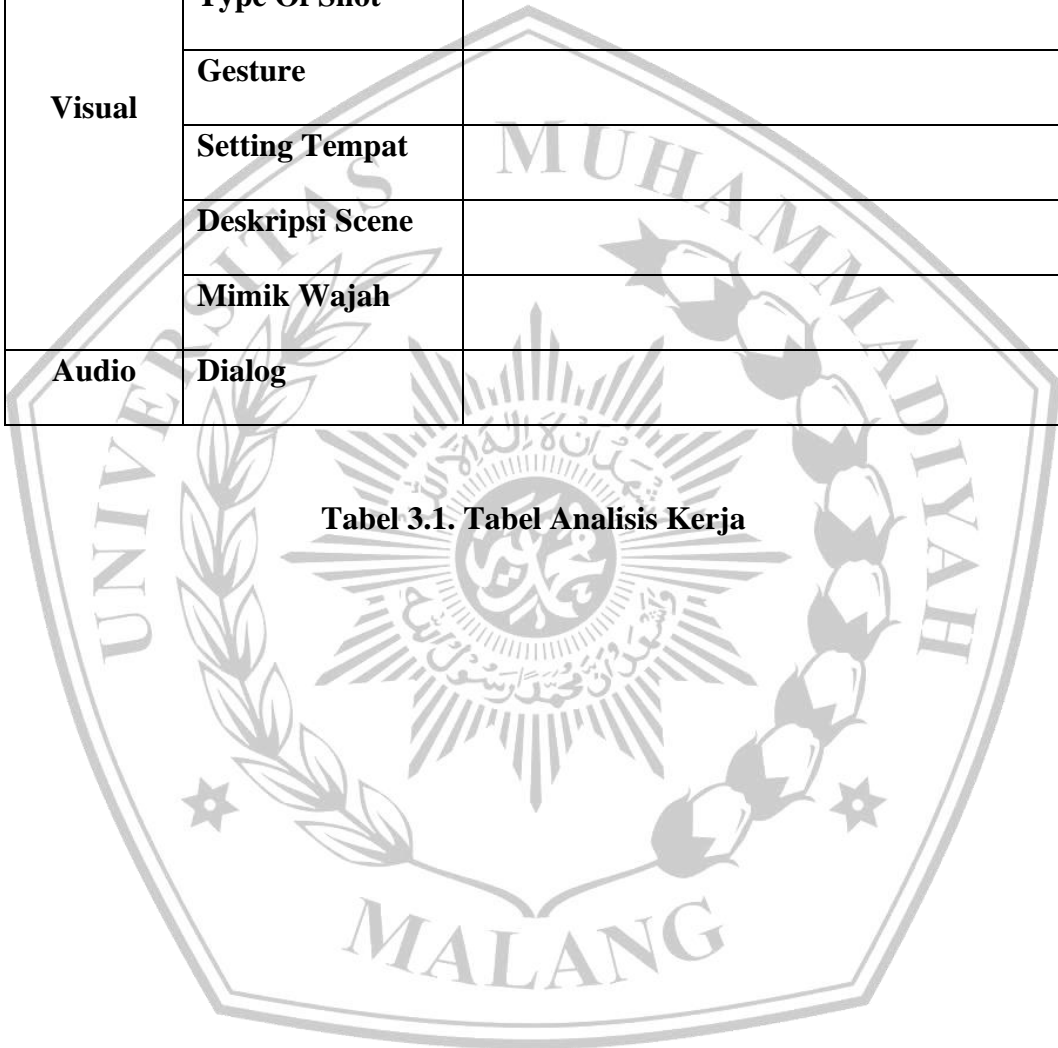 Type Of Shot
Gesture
Visual
Setting Tempat
Deskripsi Scene
Mimik Wajah
Audio Dialog
Tabel 3.1. Tabel Analisis Kerja
UNIVERSITAS MUHAMMADIYAH
MALANG